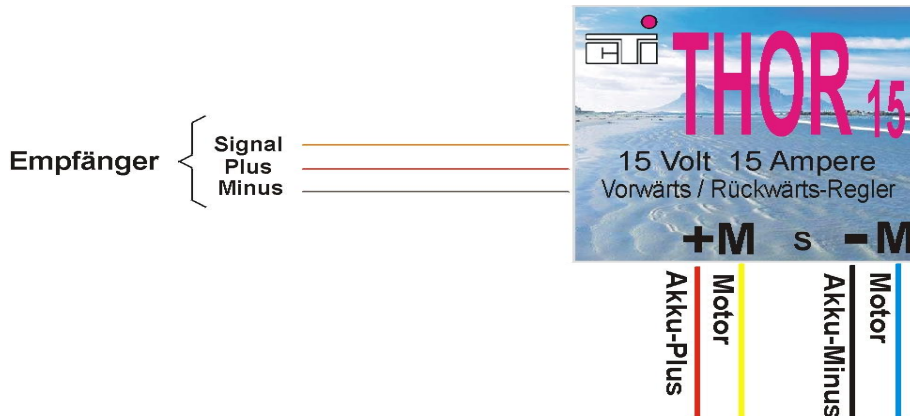 CTI
THOR 15
15 Volt 15 Ampere
Vorwärts / Rückwärts-Regler
+M s -M
Empfänger
Signal
Plus
Minus
Akku-Plus
Motor
Akku-Minus
Motor